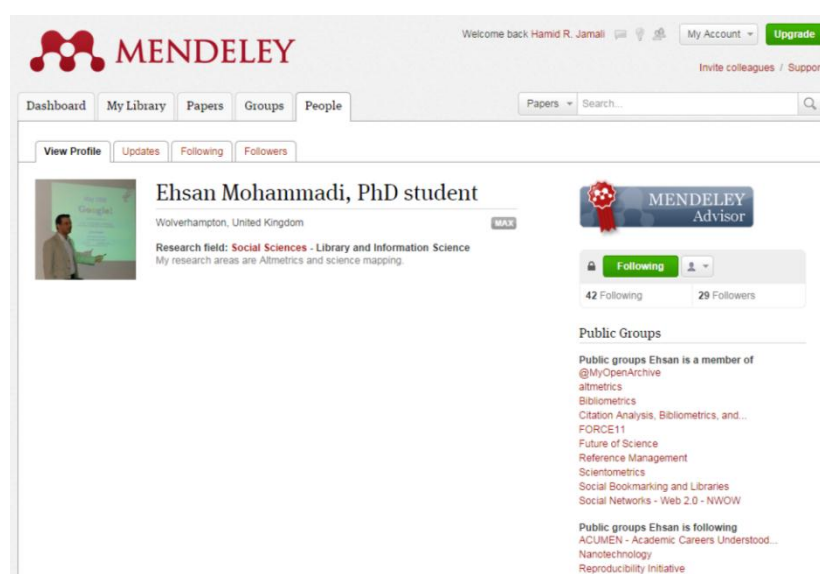 MENDELEY
Welcome back Hamid R. Jamali
My Account
Upgrade
Invite colleagues / Suppor
Dashboard
My Library
Papers
Groups
People
Papers
Search...
View Profile
Updates
Following
Followers
Ehsan Mohammadi, PhD student
Wolverhampton, United Kingdom
MAX
Research field: Social Sciences - Library and Information Science
My research areas are Altmetrics and science mapping.
MENDELEY
Advisor
Following
42 Following
29 Followers
Public Groups
Public groups Ehsan is a member of
@MyOpenArchive
altmetrics
Bibliometrics
Citation Analysis, Bibliometrics, and...
FORCE11
Future of Science
Reference Management
Scientometrics
Social Bookmarking and Libraries
Social Networks - Web 2.0 - NWOW
Public groups Ehsan is following
ACUMEN - Academic Careers Understood...
Nanotechnology
Reproducibility Initiative